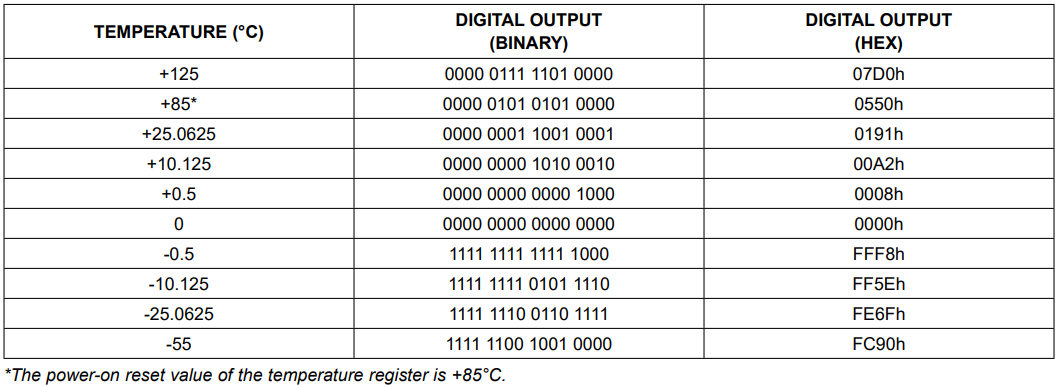 TEMPERATURE (°C) DIGITAL OUTPUT (BINARY) DIGITAL OUTPUT (HEX)
+125 0000 0111 1101 0000 07D0h
+85* 0000 0101 0101 0000 0550h
+25.0625 0000 0001 1001 0001 0191h
+10.125 0000 0000 1010 0010 00A2h
+0.5 0000 0000 0000 1000 0008h
0 0000 0000 0000 0000 0000h
-0.5 1111 1111 1111 1000 FFF8h
-10.125 1111 1111 0101 1110 FF5Eh
-25.0625 1111 1110 0110 1111 FE6Fh
-55 1111 1100 1001 0000 FC90h
*The power-on reset value of the temperature register is +85°C.